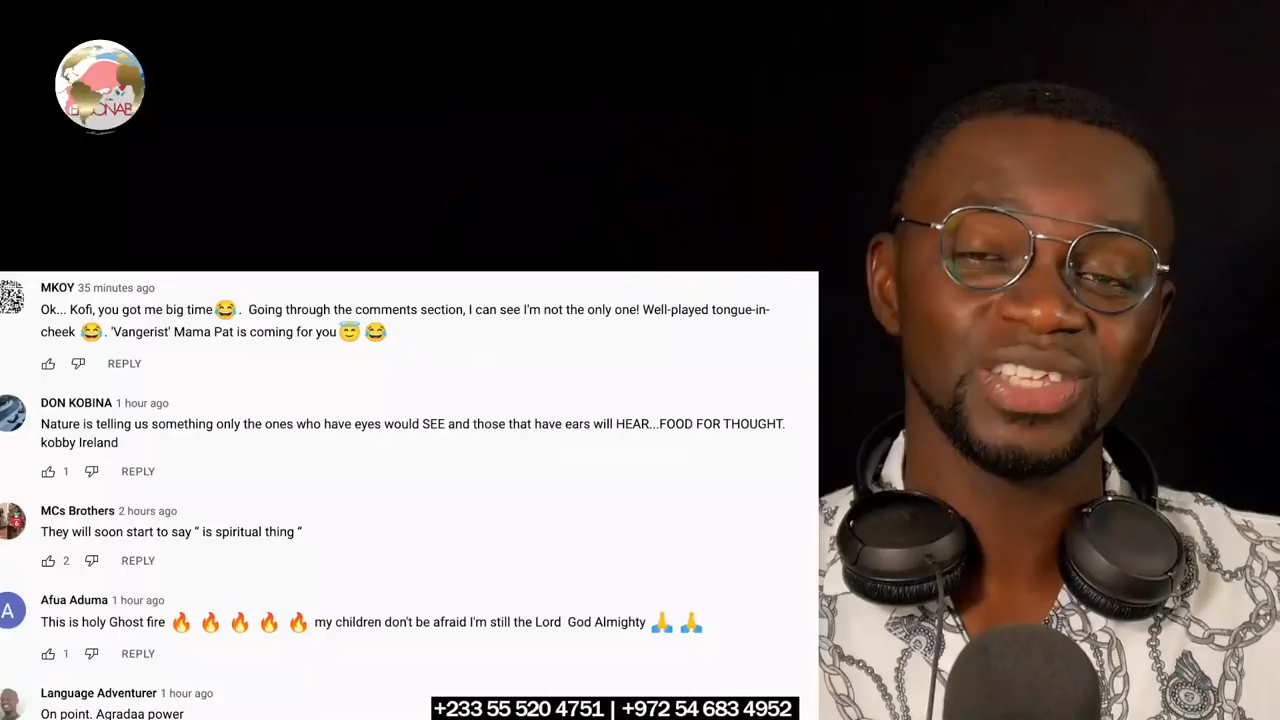 MKOY 35 minutes ago
Ok... Kofi, you got me big time😂. Going through the comments section, I can see I'm not the only one! Well-played tongue-in-
cheek 😂. 'Vangerist' Mama Pat is coming for you😇 😂
REPLY
DON KOBINA 1 hour ago
Nature is telling us something only the ones who have eyes would SEE and those that have ears will HEAR...FOOD FOR THOUGHT.
kobby Ireland
1 REPLY
MCs Brothers 2 hours ago
They will soon start to say “ is spiritual thing “
2 REPLY
A
Afua Aduma 1 hour ago
This is holy Ghost fire 🔥 🔥 🔥 🔥 🔥 my children don't be afraid I'm still the Lord God Almighty 🙏 🙏
1 REPLY
Language Adventurer 1 hour ago
On point. Agradaa power
+233 55 520 4751 | +972 54 683 4952